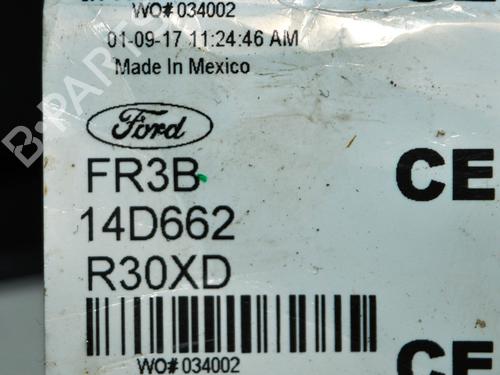 WO# 034002
01-09-17 11:24:46 AM
Made In Mexico
Ford
FR3B
CE
14D662
R30XD
WO# 034002
CE
B-PARTS